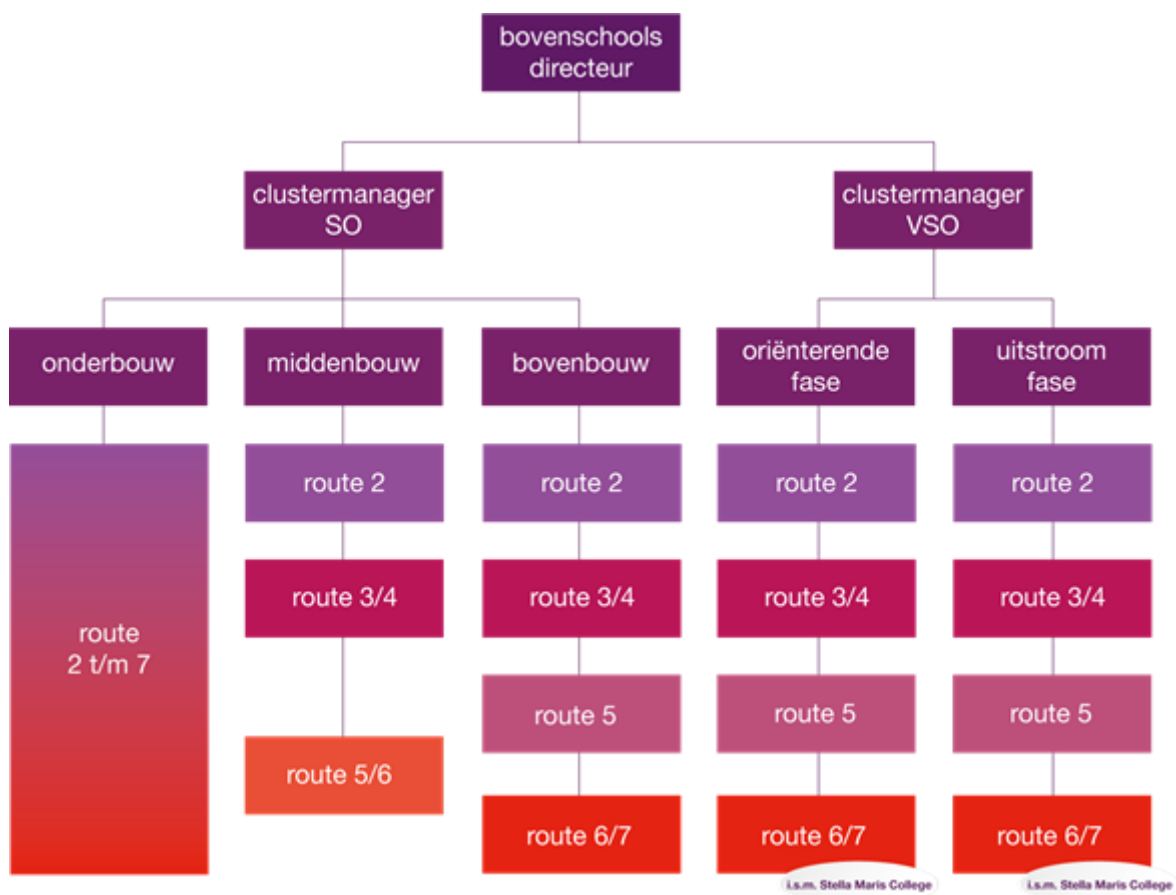 bovenschools
directeur
clustermanager
SO
clustermanager
VSO
onderbouw
middenbouw
bovenbouw
oriënterende
fase
uitstroom
fase
route
2 t/m 7
route 2
route 2
route 2
route 2
route 3/4
route 3/4
route 3/4
route 3/4
route 5
route 5
route 5
route 5/6
route 6/7
route 6/7
route 6/7
i.s.m. Stella Maris College
i.s.m. Stella Maris College